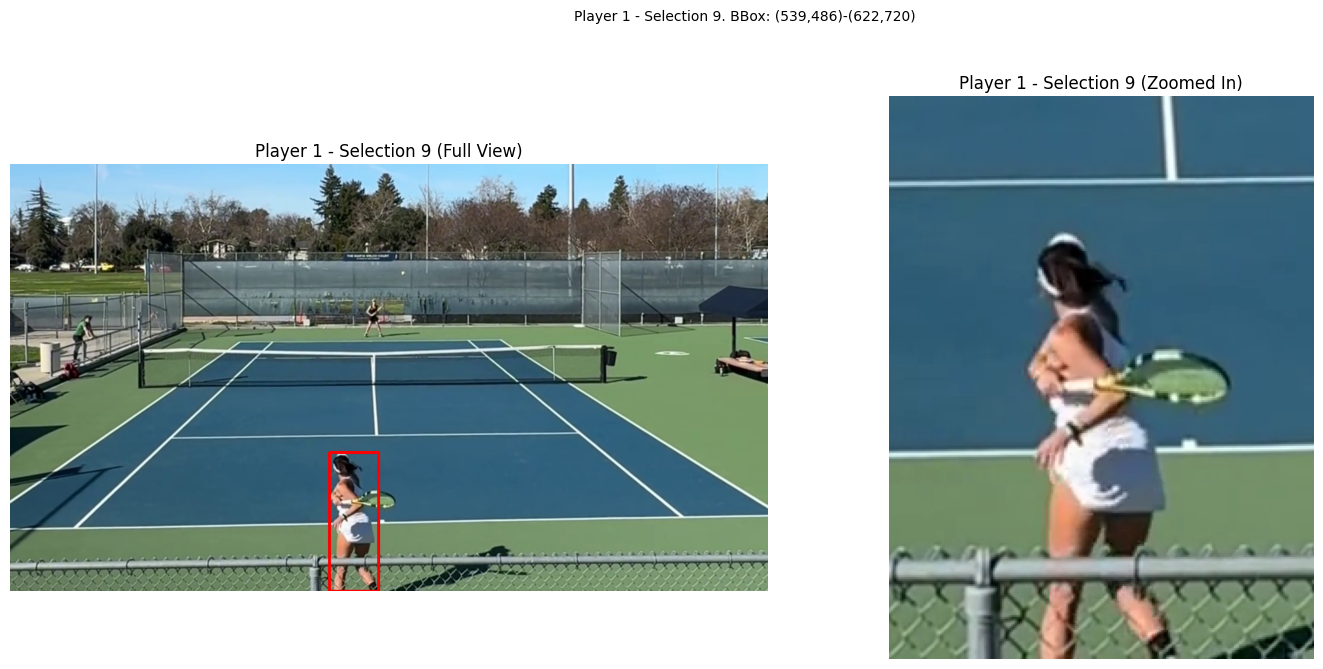 Player 1 - Selection 9. BBox: (539,486)-(622,720)
Player 1 - Selection 9 (Zoomed In)
Player 1 - Selection 9 (Full View)